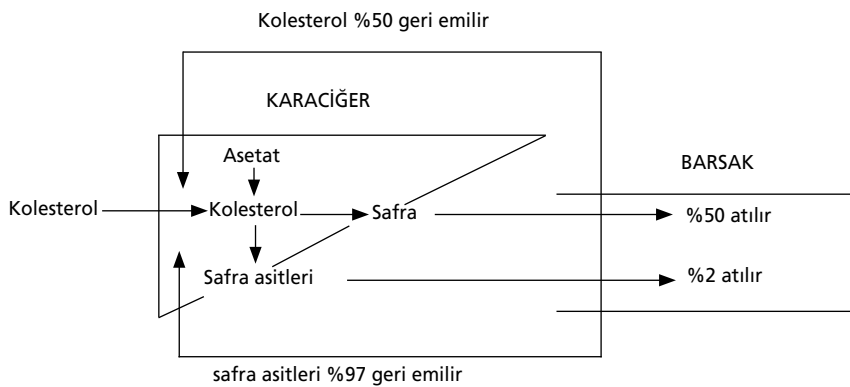 Kolesterol %50 geri emilir
KARACİĞER
Asetat
BARSAK
Kolesterol
Kolesterol
Safra
%50 atılır
Safra asitleri
%2 atılır
safra asitleri %97 geri emilir